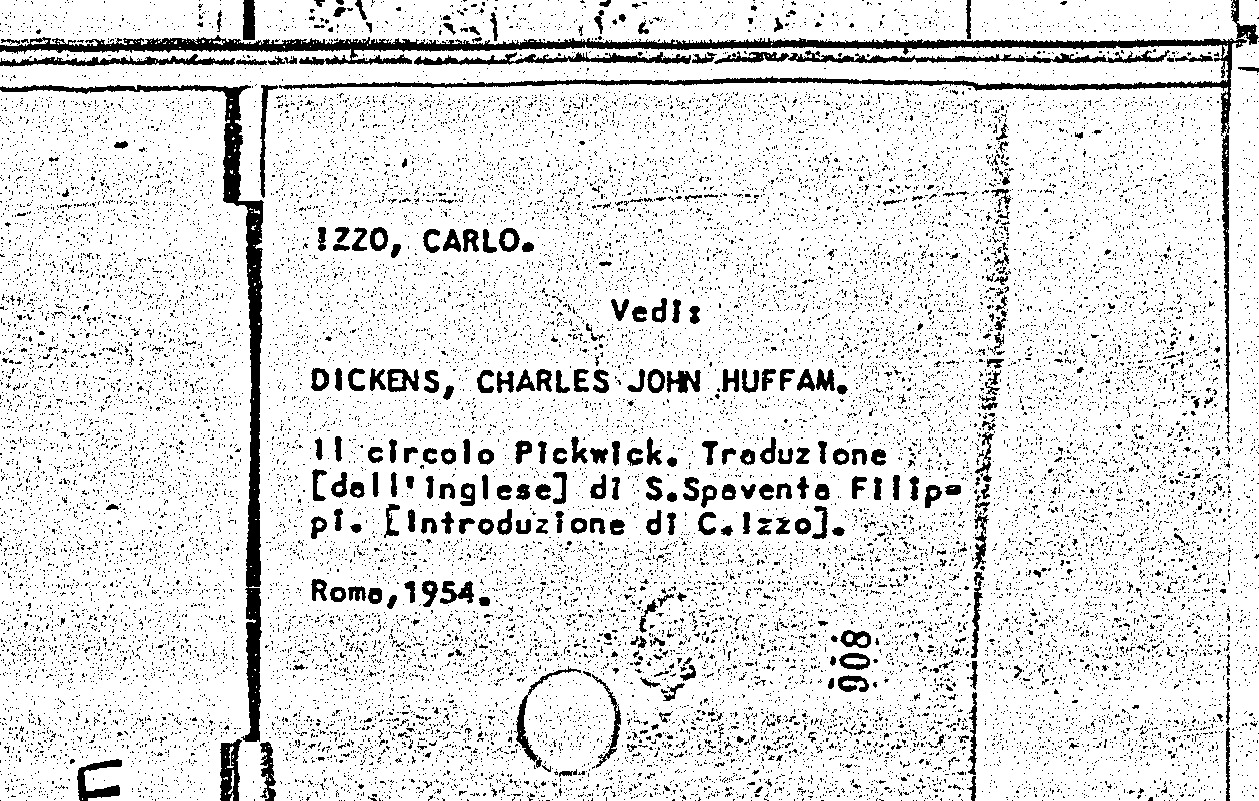 IZZO, CARLO.
Vedi:
DICKENS, CHARLES JOHN HUFFAM.
Il circolo Pickwick. Traduzione
[dall'inglese] di S.Spaventa Filip=
pi. [Introduzione di C.Izzo].
Roma,1954.
908